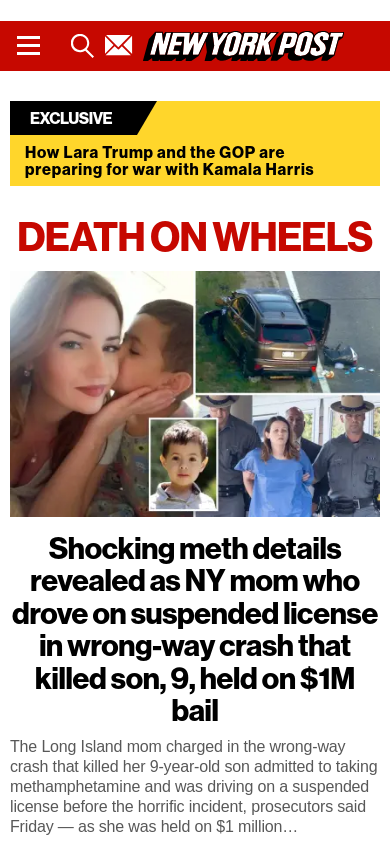 NEW YORK POST
EXCLUSIVE
How Lara Trump and the GOP are
preparing for war with Kamala Harris
DEATH ON WHEELS
Shocking meth details
revealed as NY mom who
drove on suspended license
in wrong-way crash that
killed son, 9, held on $1M
bail
The Long Island mom charged in the wrong-way
crash that killed her 9-year-old son admitted to taking
methamphetamine and was driving on a suspended
license before the horrific incident, prosecutors said
Friday — as she was held on $1 million…